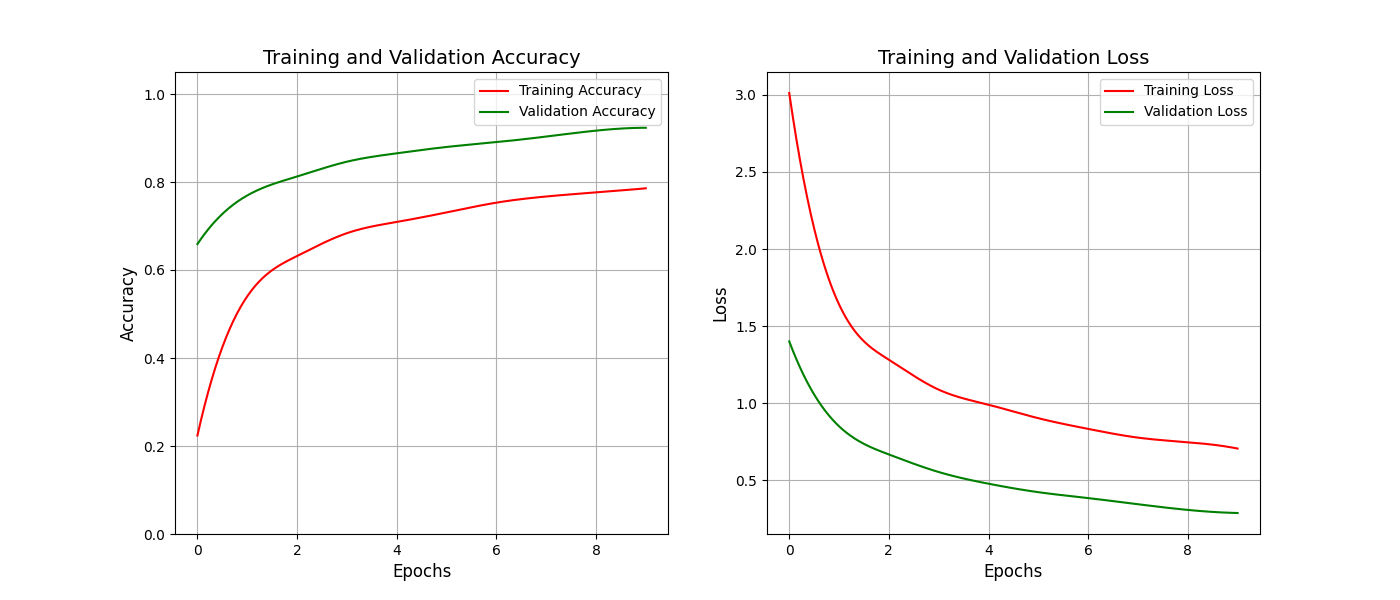 Training and Validation Accuracy
Training Accuracy
Validation Accuracy
1.0
0.8
0.6
0.4
0.2
0.0
Accuracy
0 2 4 6 8
Epochs
Training and Validation Loss
Training Loss
Validation Loss
3.0
2.5
2.0
1.5
1.0
0.5
Loss
0 2 4 6 8
Epochs